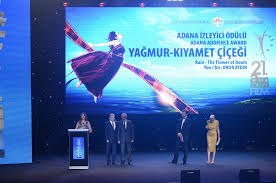 ADANA İZLEYİCİ ÖDÜLÜ
ADANA AUDIENCE AWARD
YAĞMUR-KIYAMET ÇİÇEĞİ
Rain - The Flower of Doom
Yön / Dir: ONUR AYDIN
21
FILM